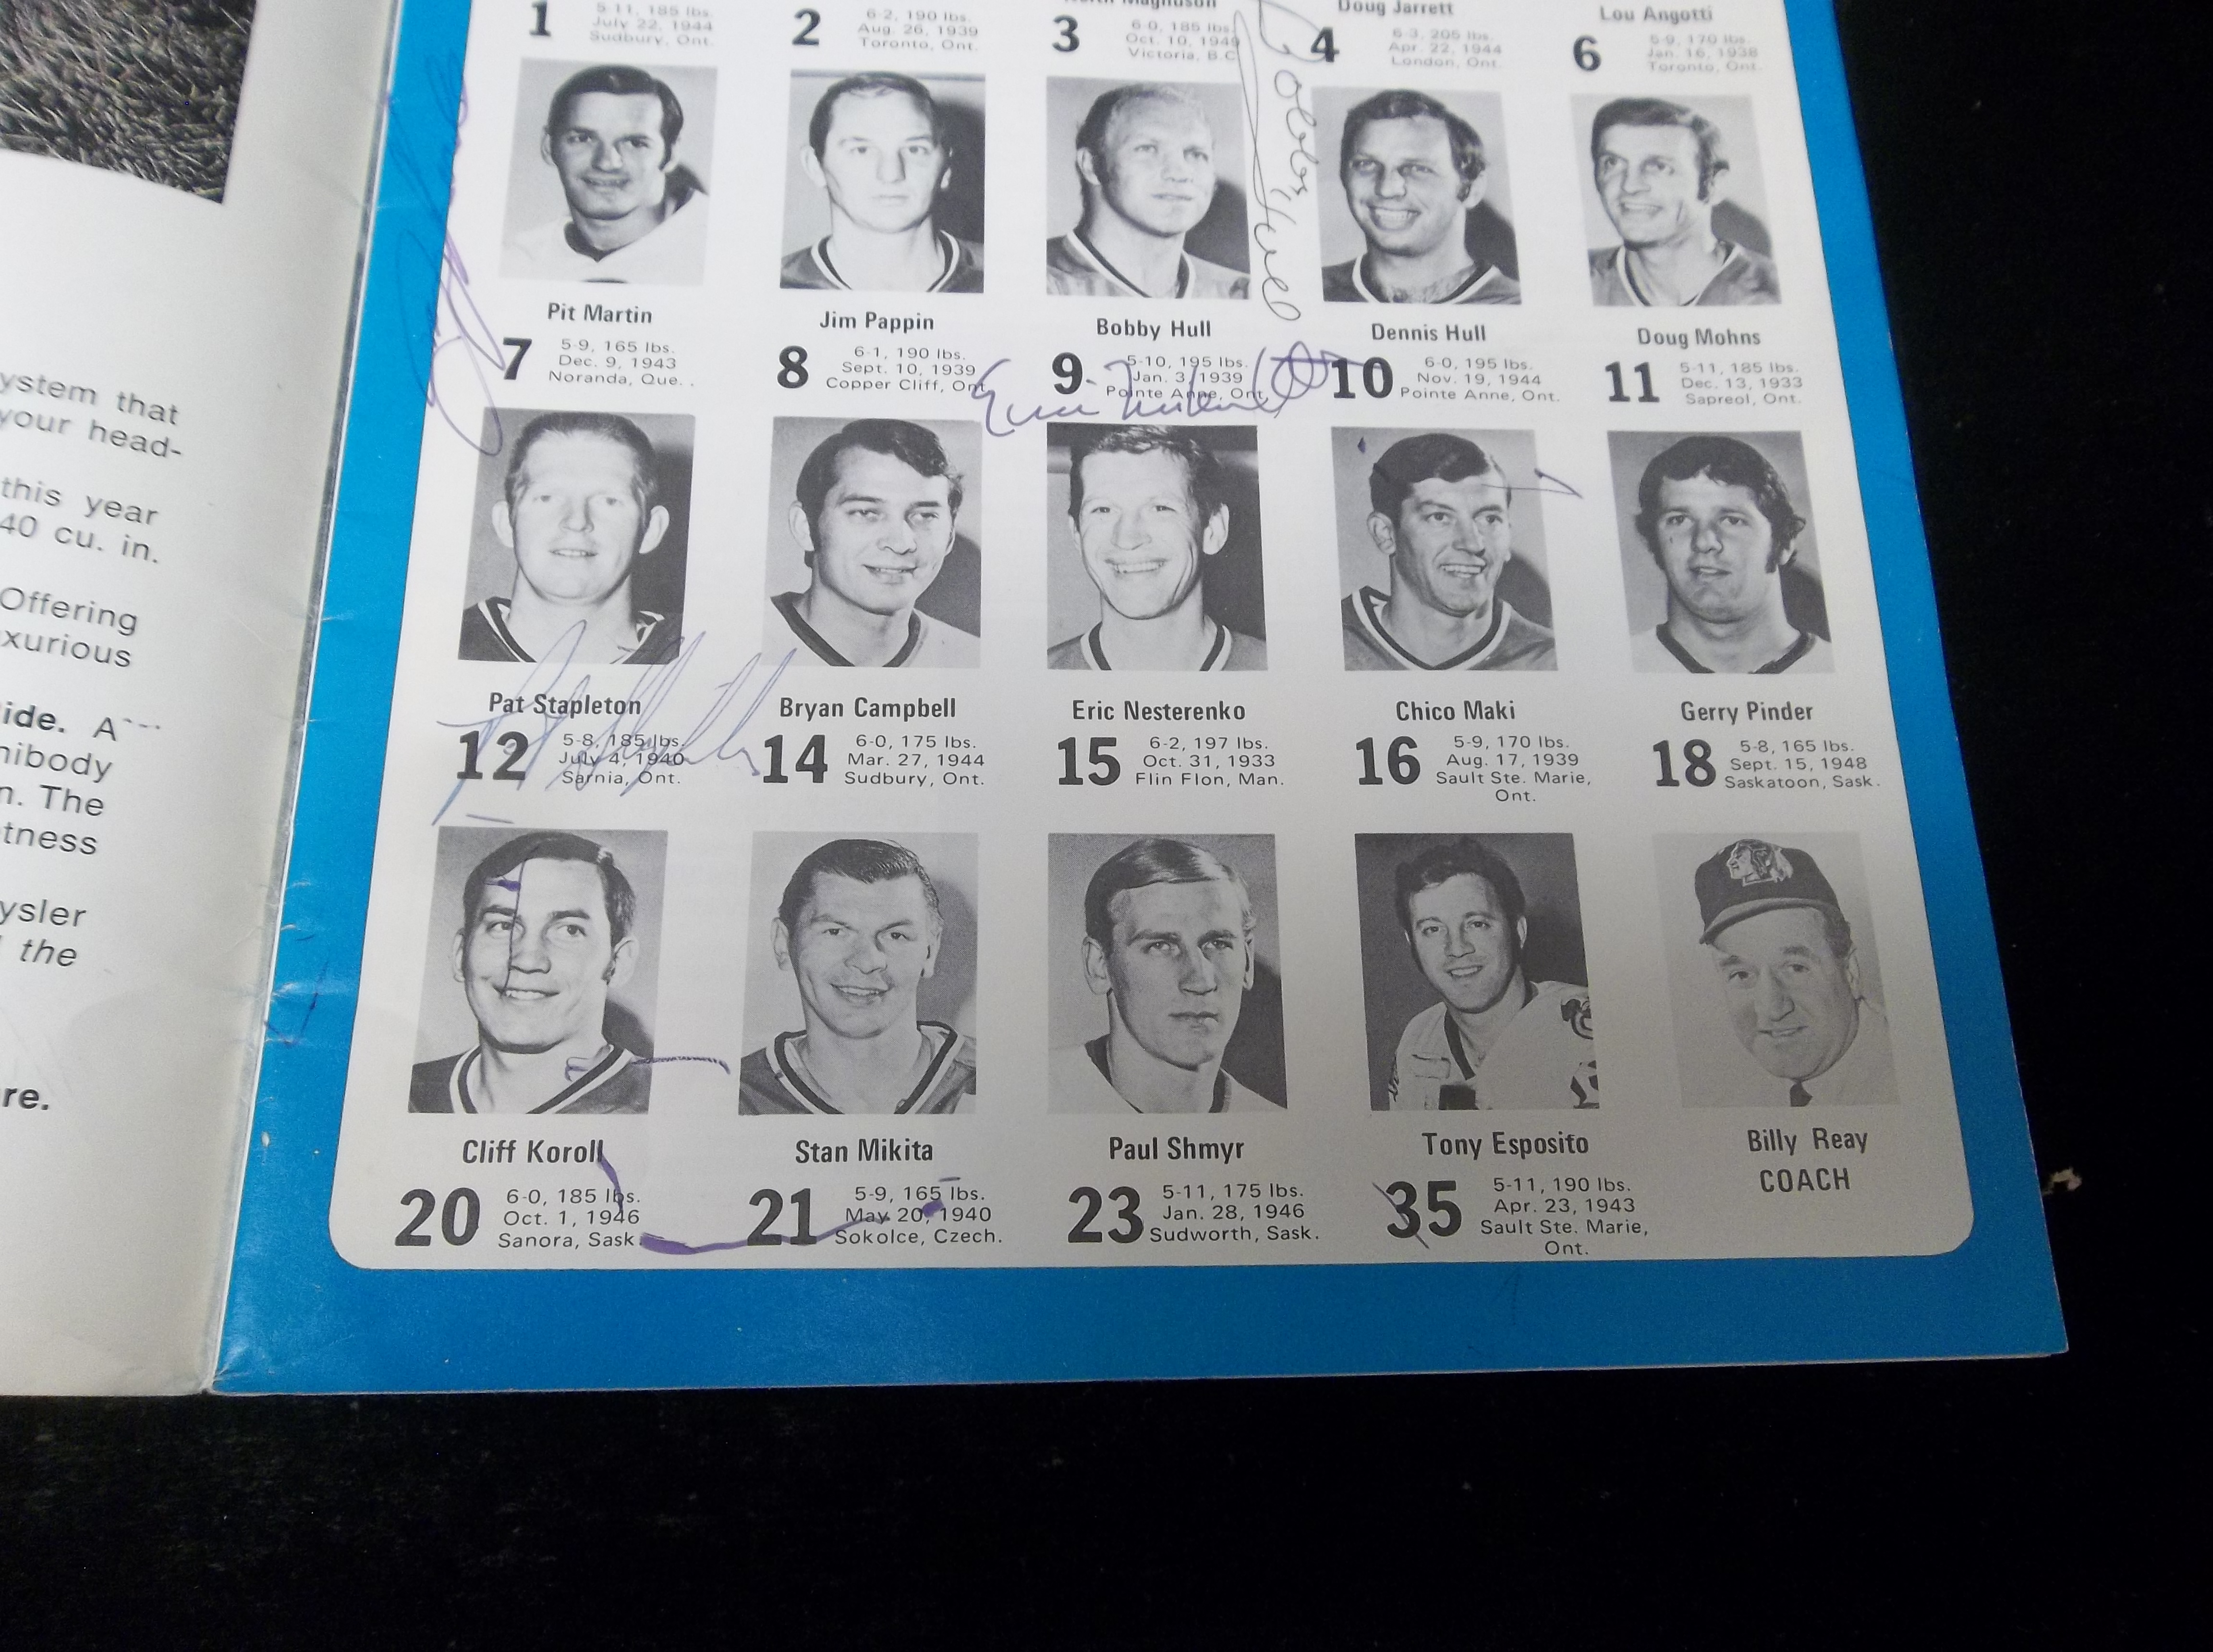 ystem that
your head-
this year
40 cu. in.
Offering
xurious
ide. A
nibody
n. The
tness
ysler
the
re.
Doug Jarrett
Lou Angotti
1
5-11, 185 lbs.
July 22, 1944
Sudbury, Ont.
2
6-2, 190 lbs.
Aug. 26, 1939
Toronto, Ont.
3
6-0, 185 lbs.
Oct. 10, 1949
Victoria, B.C.
4
6-3, 205 lbs.
Apr. 22, 1944
London, Ont.
6
5-9, 170 lbs.
Jan. 16, 1938
Toronto, Ont.
Bobby Hull
Pit Martin
7
5-9, 165 lbs.
Dec. 9, 1943
Noranda, Que.
Jim Pappin
8
6-1, 190 lbs.
Sept. 10, 1939
Copper Cliff, Ont.
Bobby Hull
9
5-10, 195 lbs.
Jan. 3, 1939
Pointe Anne, Ont.
Dennis Hull
10
6-0, 195 lbs.
Nov. 19, 1944
Pointe Anne, Ont.
Doug Mohns
11
5-11, 185 lbs.
Dec. 13, 1933
Sapreol, Ont.
Pat Stapleton
12
5-8, 185 lbs.
July 4, 1940
Sarnia, Ont.
Bryan Campbell
14
6-0, 175 lbs.
Mar. 27, 1944
Sudbury, Ont.
Eric Nesterenko
15
6-2, 197 lbs.
Oct. 31, 1933
Flin Flon, Man.
Chico Maki
16
5-9, 170 lbs.
Aug. 17, 1939
Sault Ste. Marie,
Ont.
Gerry Pinder
18
5-8, 165 lbs.
Sept. 15, 1948
Saskatoon, Sask.
Cliff Koroll
20
6-0, 185 lbs.
Oct. 1, 1946
Sanora, Sask.
Stan Mikita
21
5-9, 165 lbs.
May 20, 1940
Sokolce, Czech.
Paul Shmyr
23
5-11, 175 lbs.
Jan. 28, 1946
Sudworth, Sask.
Tony Esposito
35
5-11, 190 lbs.
Apr. 23, 1943
Sault Ste. Marie,
Ont.
Billy Reay
COACH